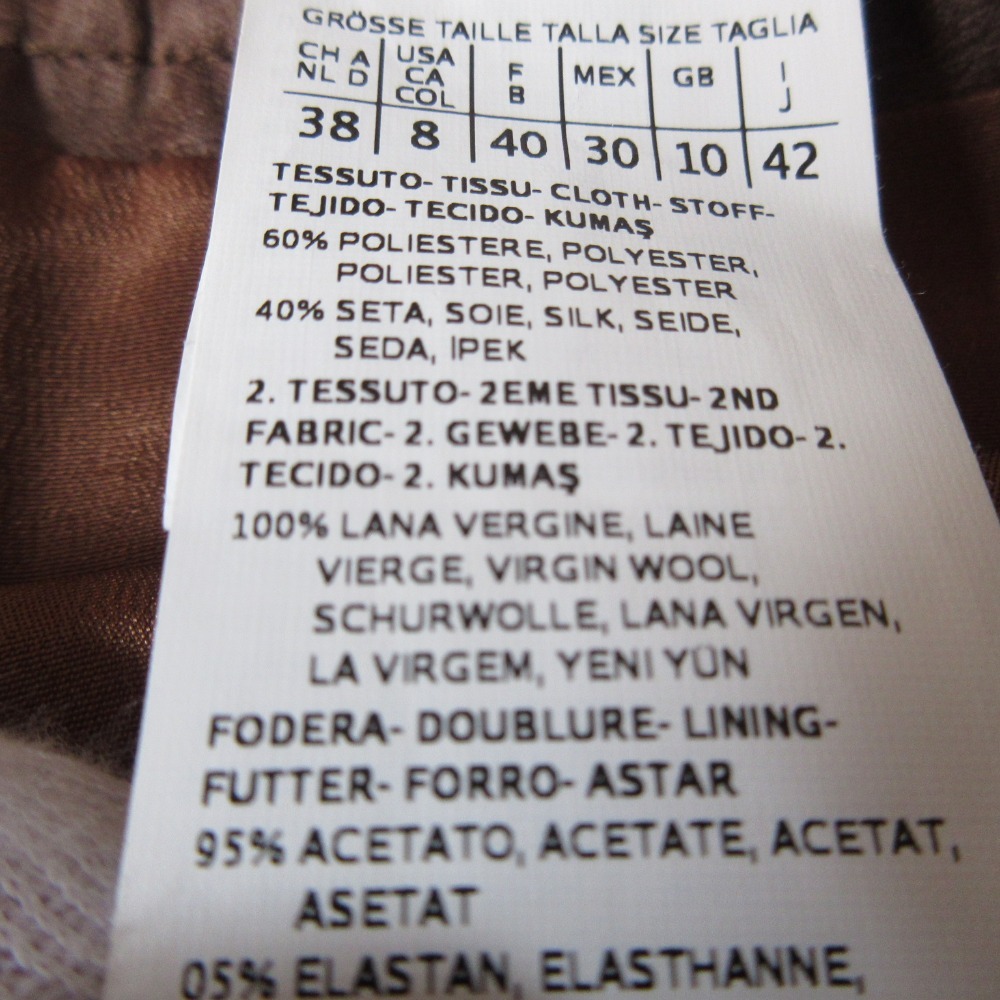 GRÖSSE TAILLE TALLA SIZE TAGLIA
CH A NL D | USA CA COL | F B | MEX | GB | I J
38 | 8 | 40 | 30 | 10 | 42
TESSUTO- TISSU- CLOTH- STOFF-
TEJIDO- TECIDO- KUMAŞ
60% POLIESTERE, POLYESTER,
POLIESTER, POLYESTER
40% SETA, SOIE, SILK, SEIDE,
SEDA, İPEK
2. TESSUTO- 2EME TISSU- 2ND
FABRIC- 2. GEWEBE- 2. TEJIDO- 2.
TECIDO- 2. KUMAŞ
100% LANA VERGINE, LAINE
VIERGE, VIRGIN WOOL,
SCHURWOLLE, LANA VIRGEN,
LA VIRGEM, YENI YÜN
FODERA- DOUBLURE- LINING-
FUTTER- FORRO- ASTAR
95% ACETATO, ACETATE, ACETAT,
ASETAT
05% ELASTAN, ELASTHANNE,